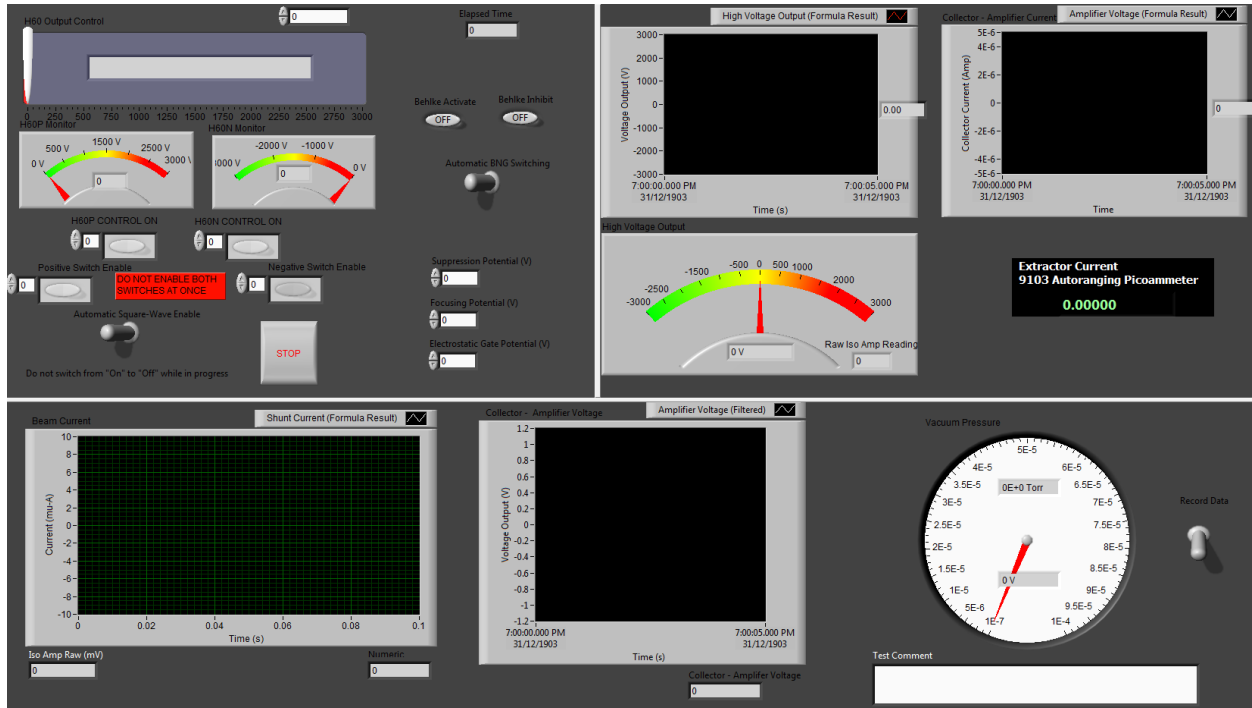 H60 Output Control
0
Elapsed Time
0
0 250 500 750 1000 1250 1500 1750 2000 2250 2500 2750 3000
H60P Monitor
H60N Monitor
0 V 500 V 1500 V 2500 V 3000 \
0
000 V -2000 V -1000 V 0 V
0
Behlke Activate
OFF
Behlke Inhibit
OFF
Automatic BNG Switching
H60P CONTROL ON
0
H60N CONTROL ON
0
Positive Switch Enable
0
DO NOT ENABLE BOTH
SWITCHES AT ONCE
Negative Switch Enable
0
Automatic Square-Wave Enable
Do not switch from "On" to "Off" while in progress
STOP
Suppression Potential (V)
0
Focusing Potential (V)
0
Electrostatic Gate Potential (V)
0
High Voltage Output (Formula Result)
Voltage Output (V)
3000
2000
1000
0
-1000
-2000
-3000
7:00:00.000 PM
31/12/1903
7:00:05.000 PM
31/12/1903
Time (s)
0.00
Collector - Amplifier Current
Amplifier Voltage (Formula Result)
Collector Current (Amp)
5E-6
4E-6
2E-6
0
-2E-6
-4E-6
-5E-6
7:00:00.000 PM
31/12/1903
7:00:05.000 PM
31/12/1903
Time
0
High Voltage Output
-3000 -2500 -1500 -500 0 500 1000 2000 3000
0 V
Raw Iso Amp Reading
0
Extractor Current
9103 Autoranging Picoammeter
0.00000
Beam Current
Shunt Current (Formula Result)
Current (mu-A)
10
8
6
4
2
0
-2
-4
-6
-8
-10
0 0.02 0.04 0.06 0.08 0.1
Time (s)
Iso Amp Raw (mV)
0
Numeric
0
Collector - Amplifier Voltage
Amplifier Voltage (Filtered)
Voltage Output (V)
1.2
1
0.8
0.6
0.4
0.2
0
-0.2
-0.4
-0.6
-0.8
-1
-1.2
7:00:00.000 PM
31/12/1903
7:00:05.000 PM
31/12/1903
Time (s)
Collector - Amplifer Voltage
0
Vacuum Pressure
1E-7
5E-6
1E-5
1.5E-5
2E-5
2.5E-5
3E-5
3.5E-5
4E-5
5E-5
6E-5
6.5E-5
7E-5
7.5E-5
8E-5
8.5E-5
9E-5
9.5E-5
1E-4
0E+0 Torr
0 V
Record Data
Test Comment